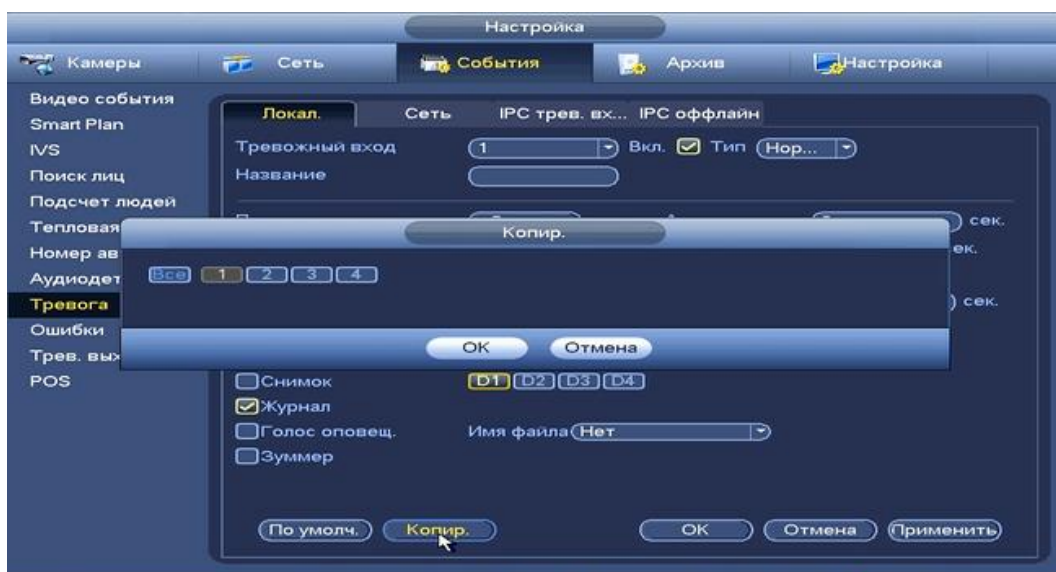 Настройка
Камеры Сеть События Архив Настройка
Видео события
Smart Plan
IVS
Поиск лиц
Подсчет людей
Тепловая
Номер ав
Аудиодет
Тревога
Ошибки
Трев. вых
POS
Локал. Сеть IPC трев. вх... IPC оффлайн
Тревожный вход 1 Вкл. Тип Нор...
Название
сек.
ек.
сек.
Копир.
Все 1 2 3 4
OK Отмена
Снимок D1 D2 D3 D4
Журнал
Голос оповещ. Имя файла Нет
Зуммер
По умолч. Копир. OK Отмена Применить